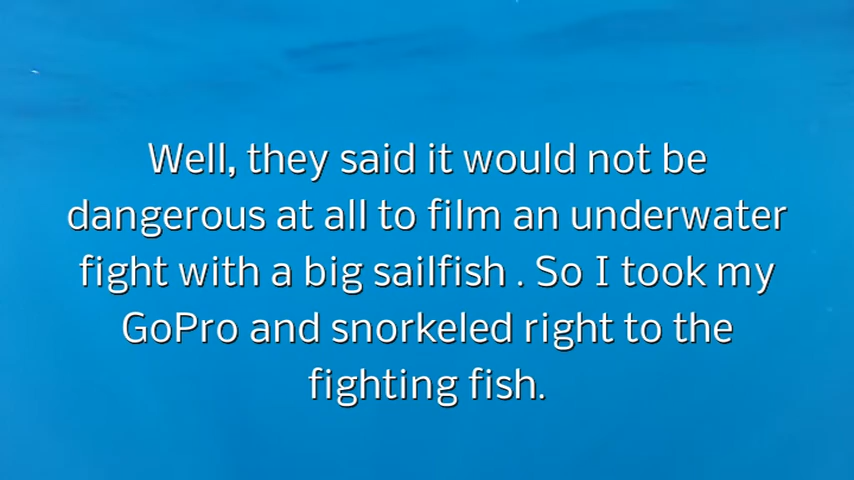 Well, they said it would not be
dangerous at all to film an underwater
fight with a big sailfish . So I took my
GoPro and snorkeled right to the
fighting fish.